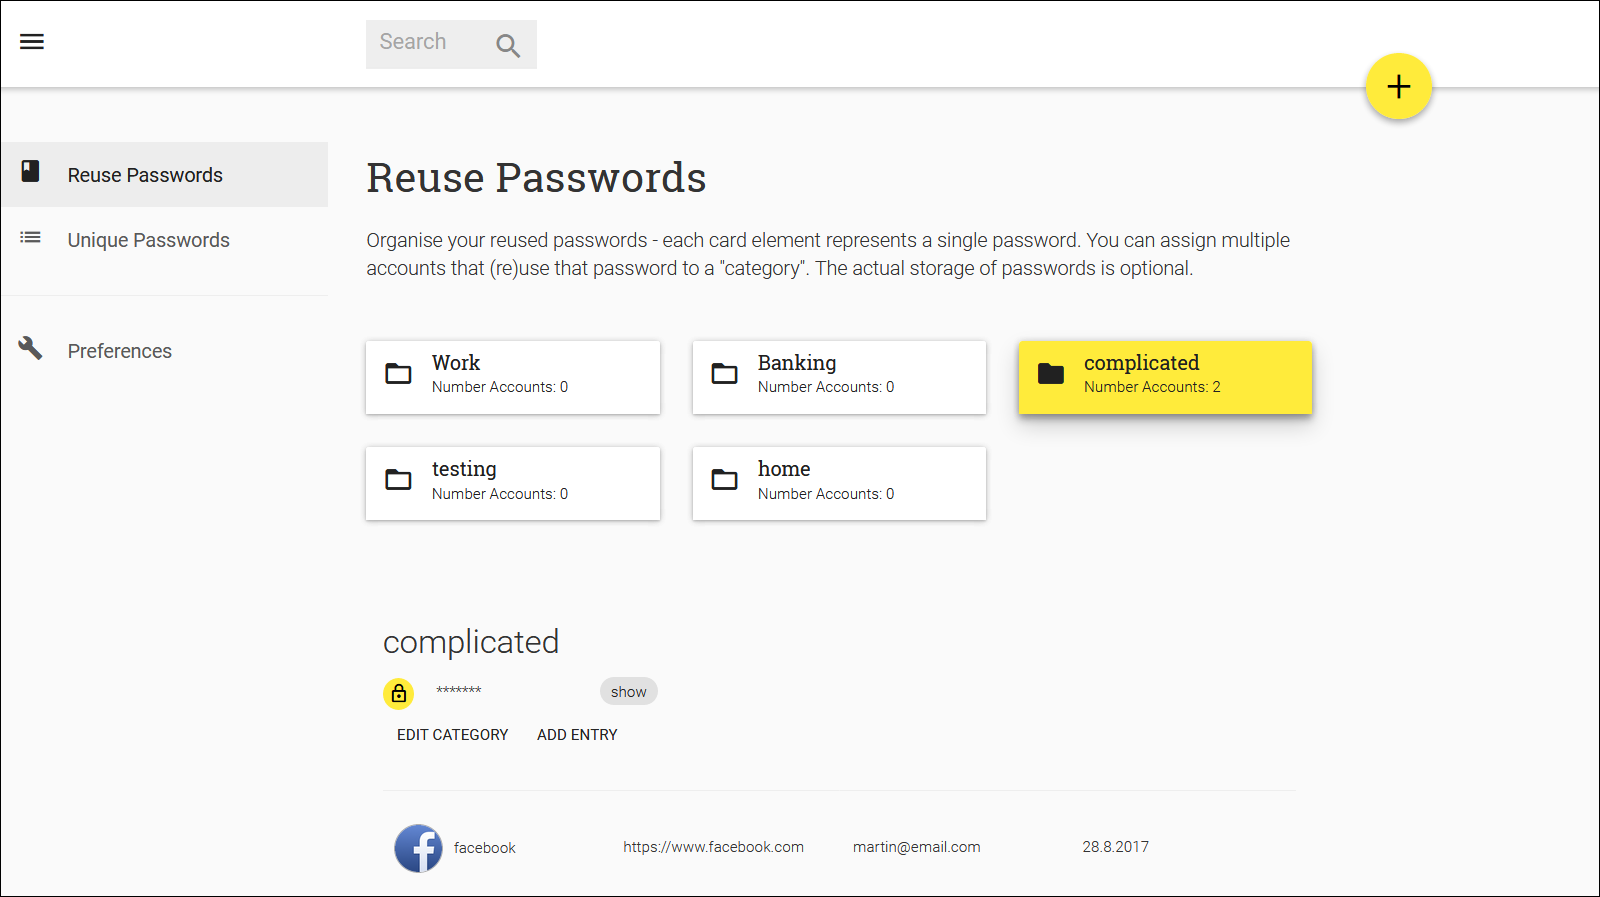 Search
+
Reuse Passwords
Unique Passwords
Preferences
Reuse Passwords
Organise your reused passwords - each card element represents a single password. You can assign multiple
accounts that (re)use that password to a "category". The actual storage of passwords is optional.
Work
Number Accounts: 0
Banking
Number Accounts: 0
complicated
Number Accounts: 2
testing
Number Accounts: 0
home
Number Accounts: 0
complicated
******* show
EDIT CATEGORY ADD ENTRY
f facebook https://www.facebook.com martin@email.com 28.8.2017